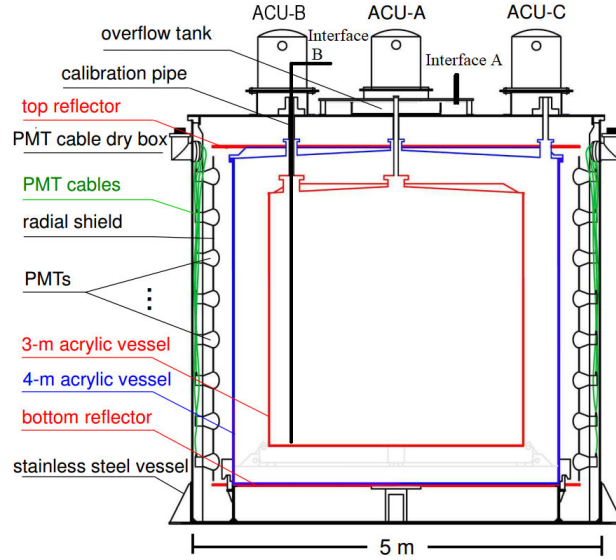 ACU-B
ACU-A
ACU-C
overflow tank
Interface
B
Interface A
calibration pipe
top reflector
PMT cable dry box
PMT cables
radial shield
PMTs
3-m acrylic vessel
4-m acrylic vessel
bottom reflector
stainless steel vessel
5 m